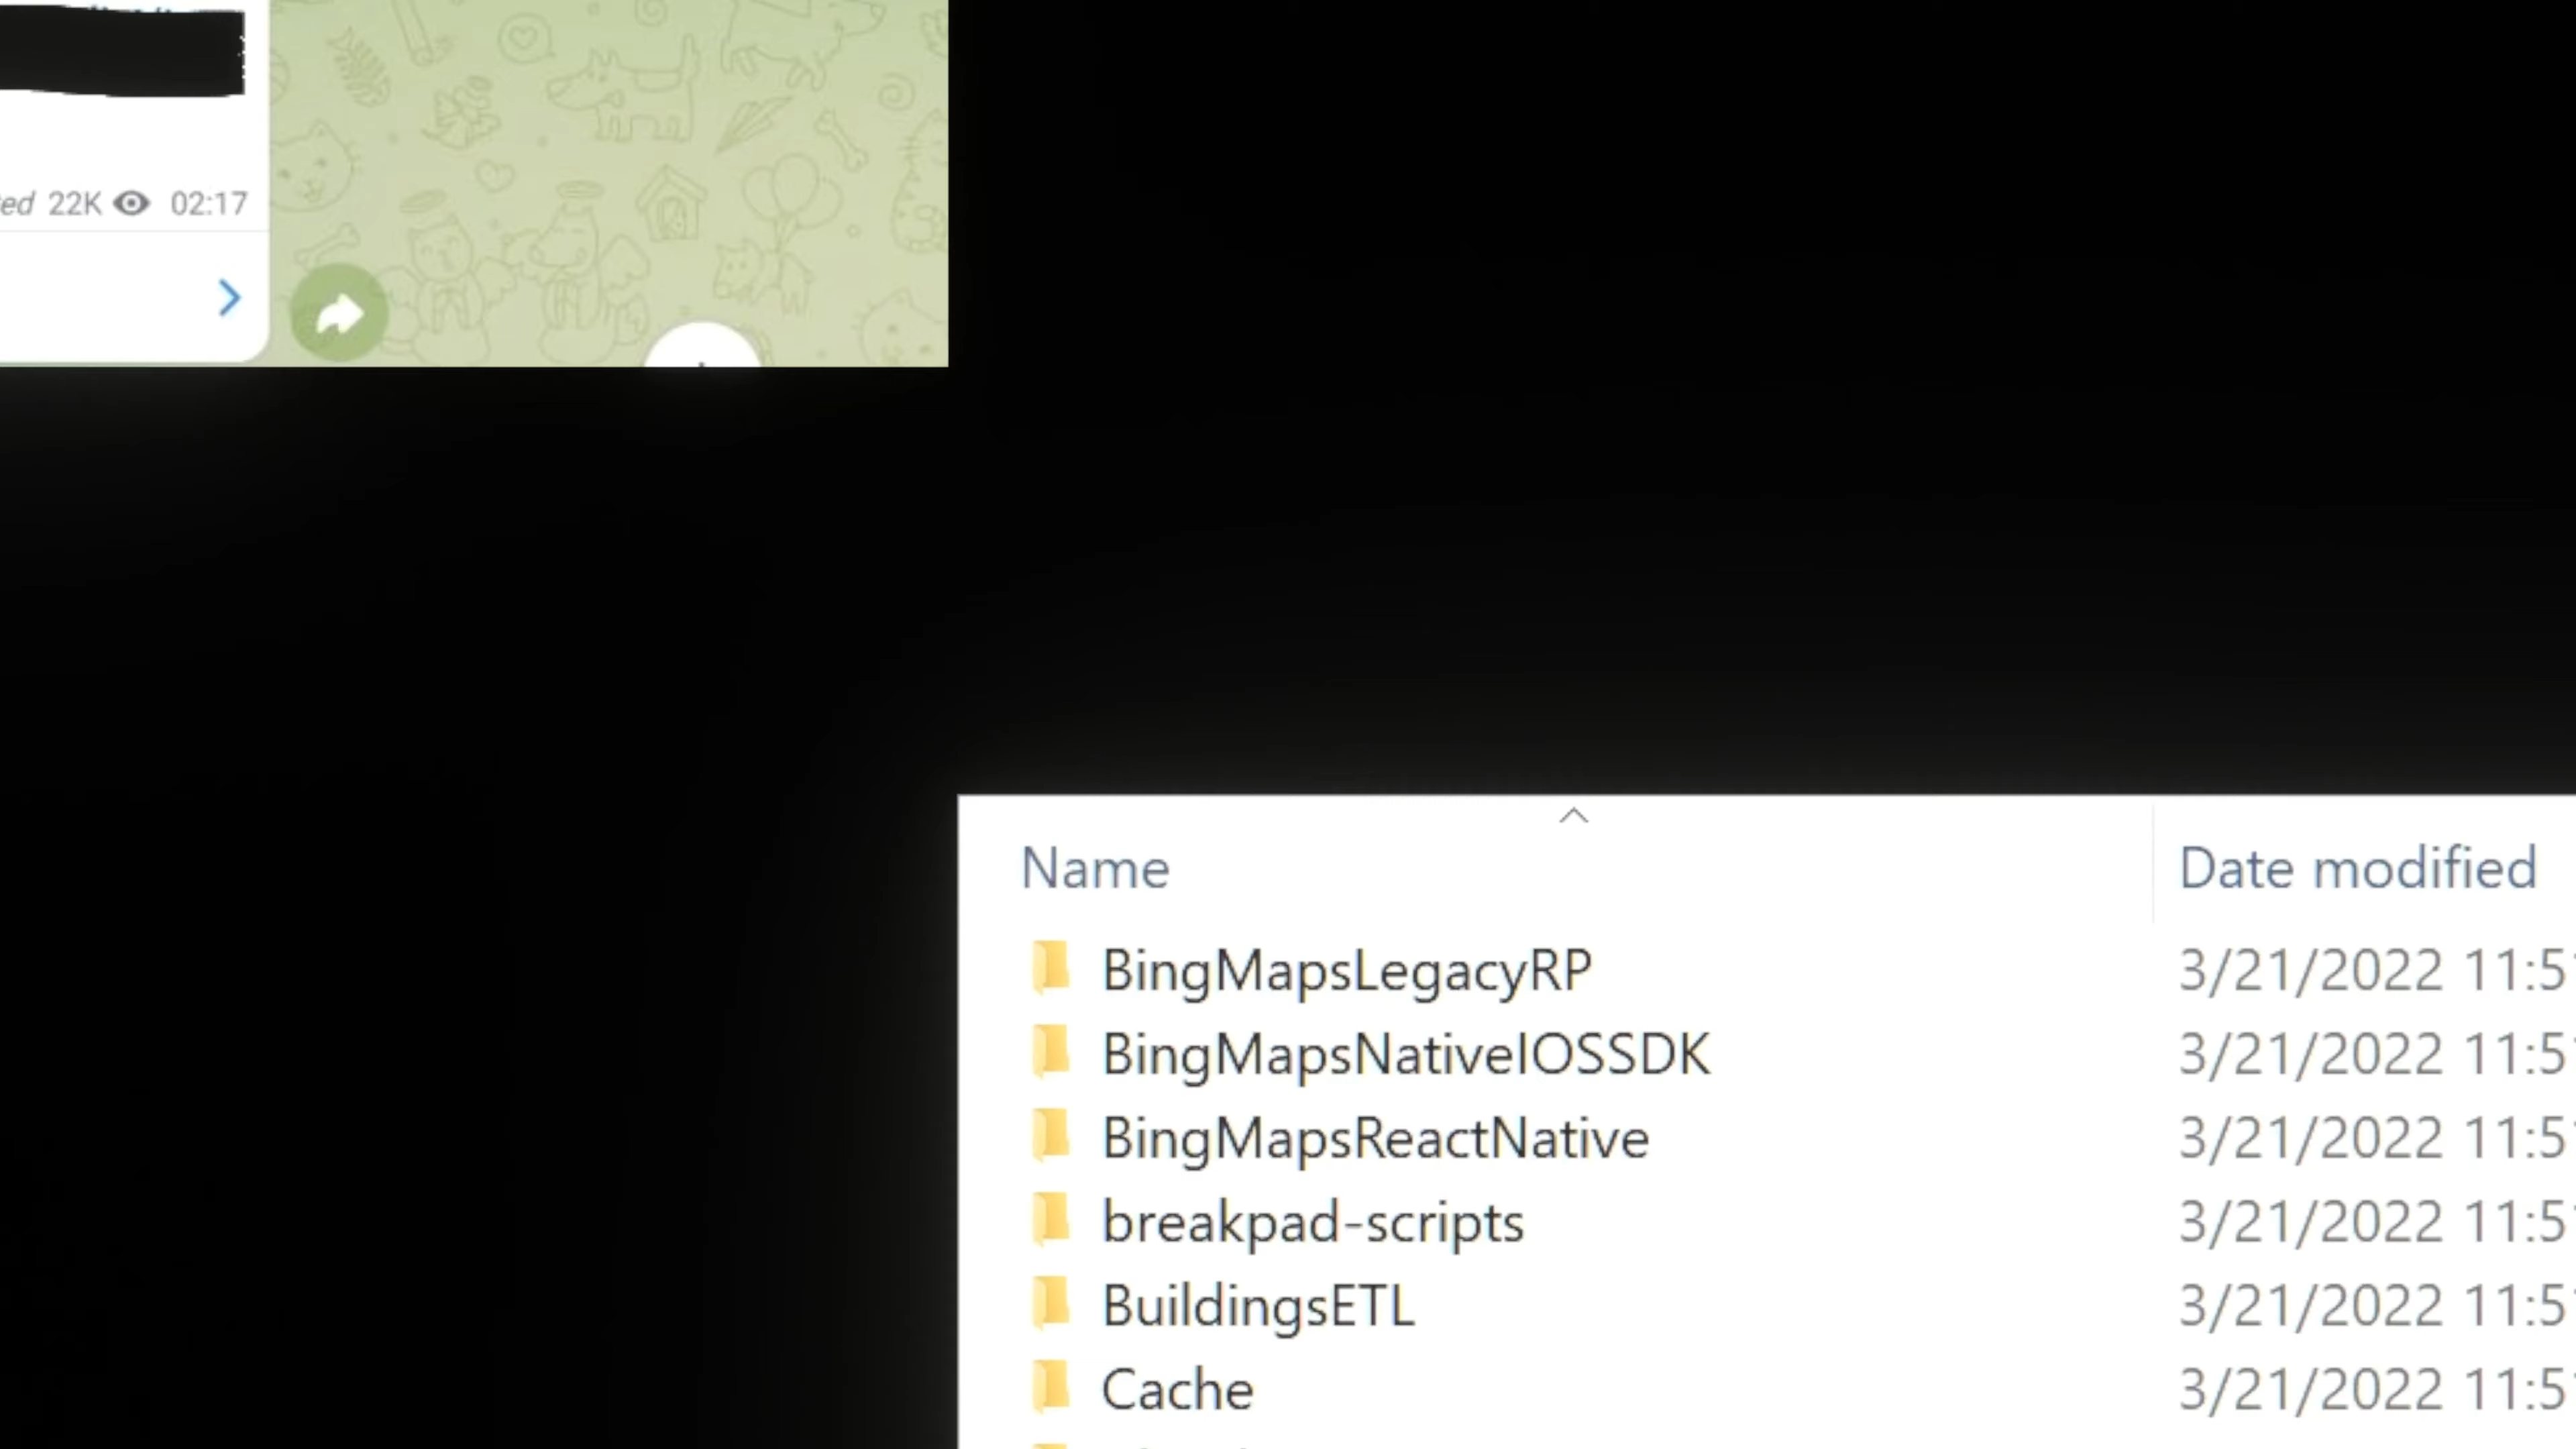 ed 22K 02:17
Name Date modified
BingMapsLegacyRP 3/21/2022 11:5
BingMapsNativeIOSSDK 3/21/2022 11:5
BingMapsReactNative 3/21/2022 11:5
breakpad-scripts 3/21/2022 11:5
BuildingsETL 3/21/2022 11:5
Cache 3/21/2022 11:5